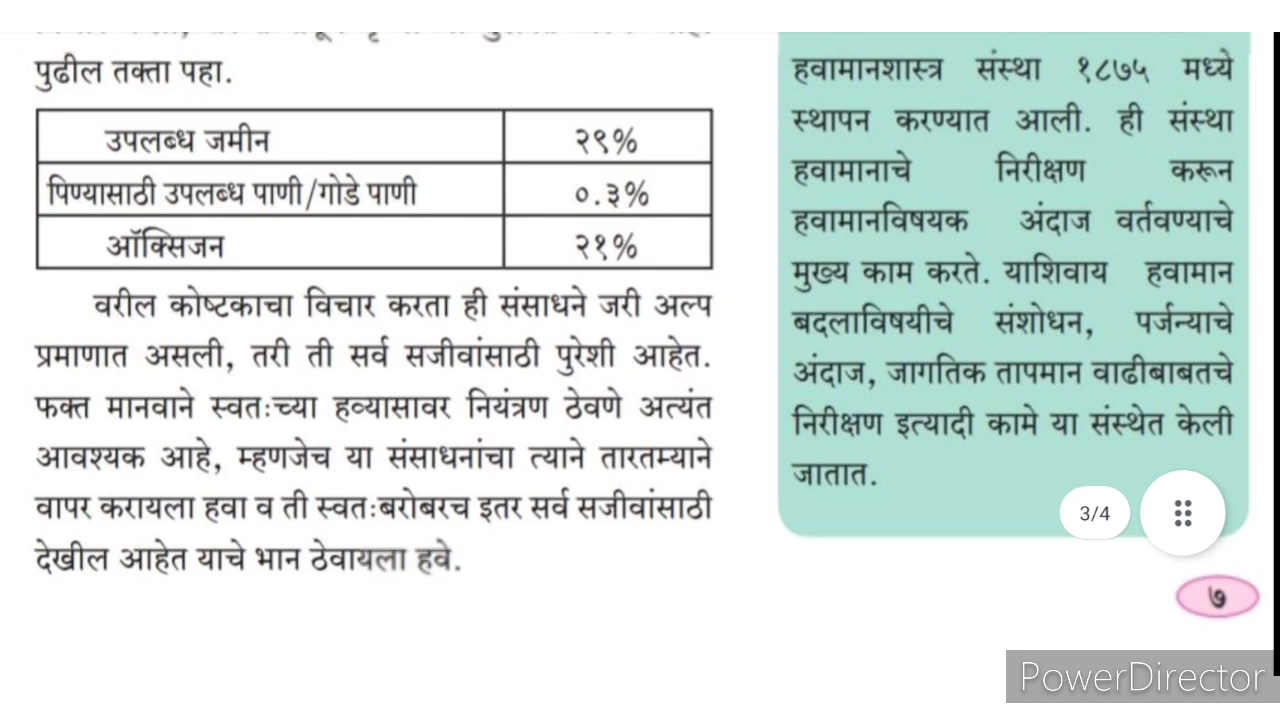 पुढील तक्ता पहा.
उपलब्ध जमीन २९%
पिण्यासाठी उपलब्ध पाणी/गोडे पाणी ०.३%
ऑक्सिजन २१%
वरील कोष्टकाचा विचार करता ही संसाधने जरी अल्प
प्रमाणात असली, तरी ती सर्व सजीवांसाठी पुरेशी आहेत.
फक्त मानवाने स्वतःच्या हव्यासावर नियंत्रण ठेवणे अत्यंत
आवश्यक आहे, म्हणजेच या संसाधनांचा त्याने तारतम्याने
वापर करायला हवा व ती स्वतःबरोबरच इतर सर्व सजीवांसाठी
देखील आहेत याचे भान ठेवायला हवे.
हवामानशास्त्र संस्था १८७५ मध्ये
स्थापन करण्यात आली. ही संस्था
हवामानाचे निरीक्षण करून
हवामानविषयक अंदाज वर्तवण्याचे
मुख्य काम करते. याशिवाय हवामान
बदलाविषयीचे संशोधन, पर्जन्याचे
अंदाज, जागतिक तापमान वाढीबाबतचे
निरीक्षण इत्यादी कामे या संस्थेत केली
जातात.
3/4
७
PowerDirector